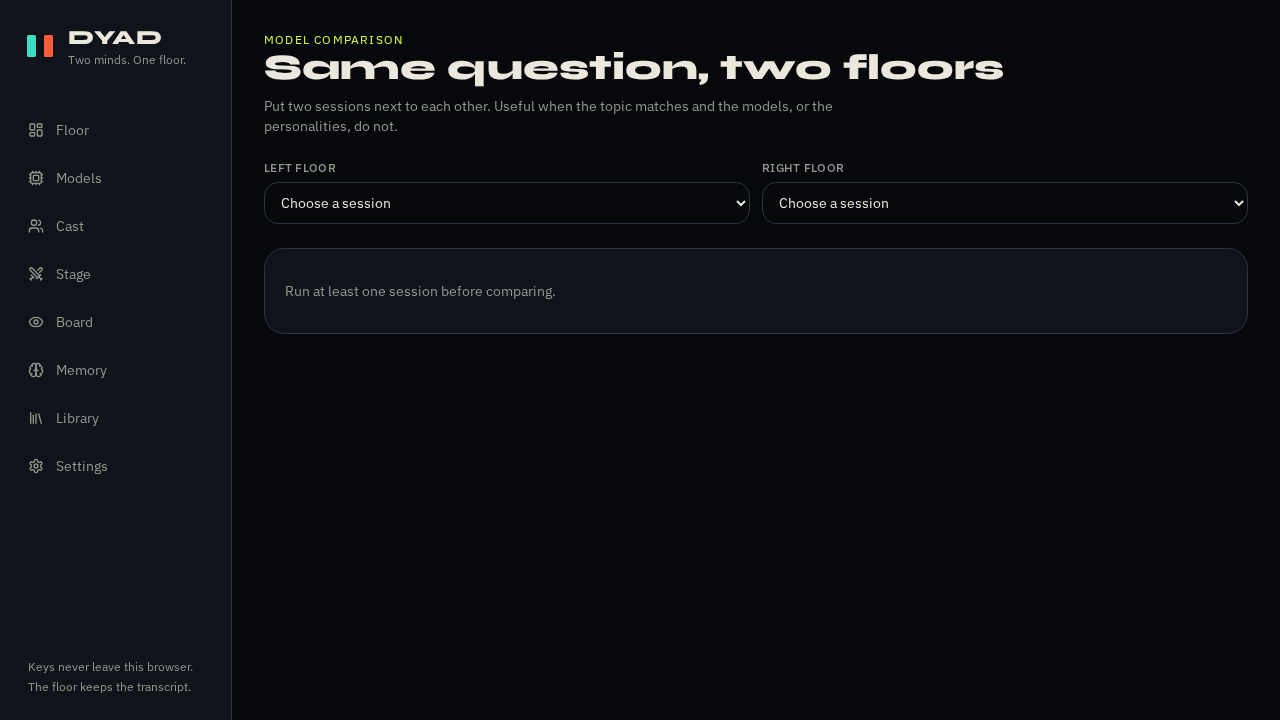 DYAD
Two minds. One floor.
Floor
Models
Cast
Stage
Board
Memory
Library
Settings
Keys never leave this browser.
The floor keeps the transcript.
MODEL COMPARISON
Same question, two floors
Put two sessions next to each other. Useful when the topic matches and the models, or the
personalities, do not.
LEFT FLOOR
Choose a session
RIGHT FLOOR
Choose a session
Run at least one session before comparing.